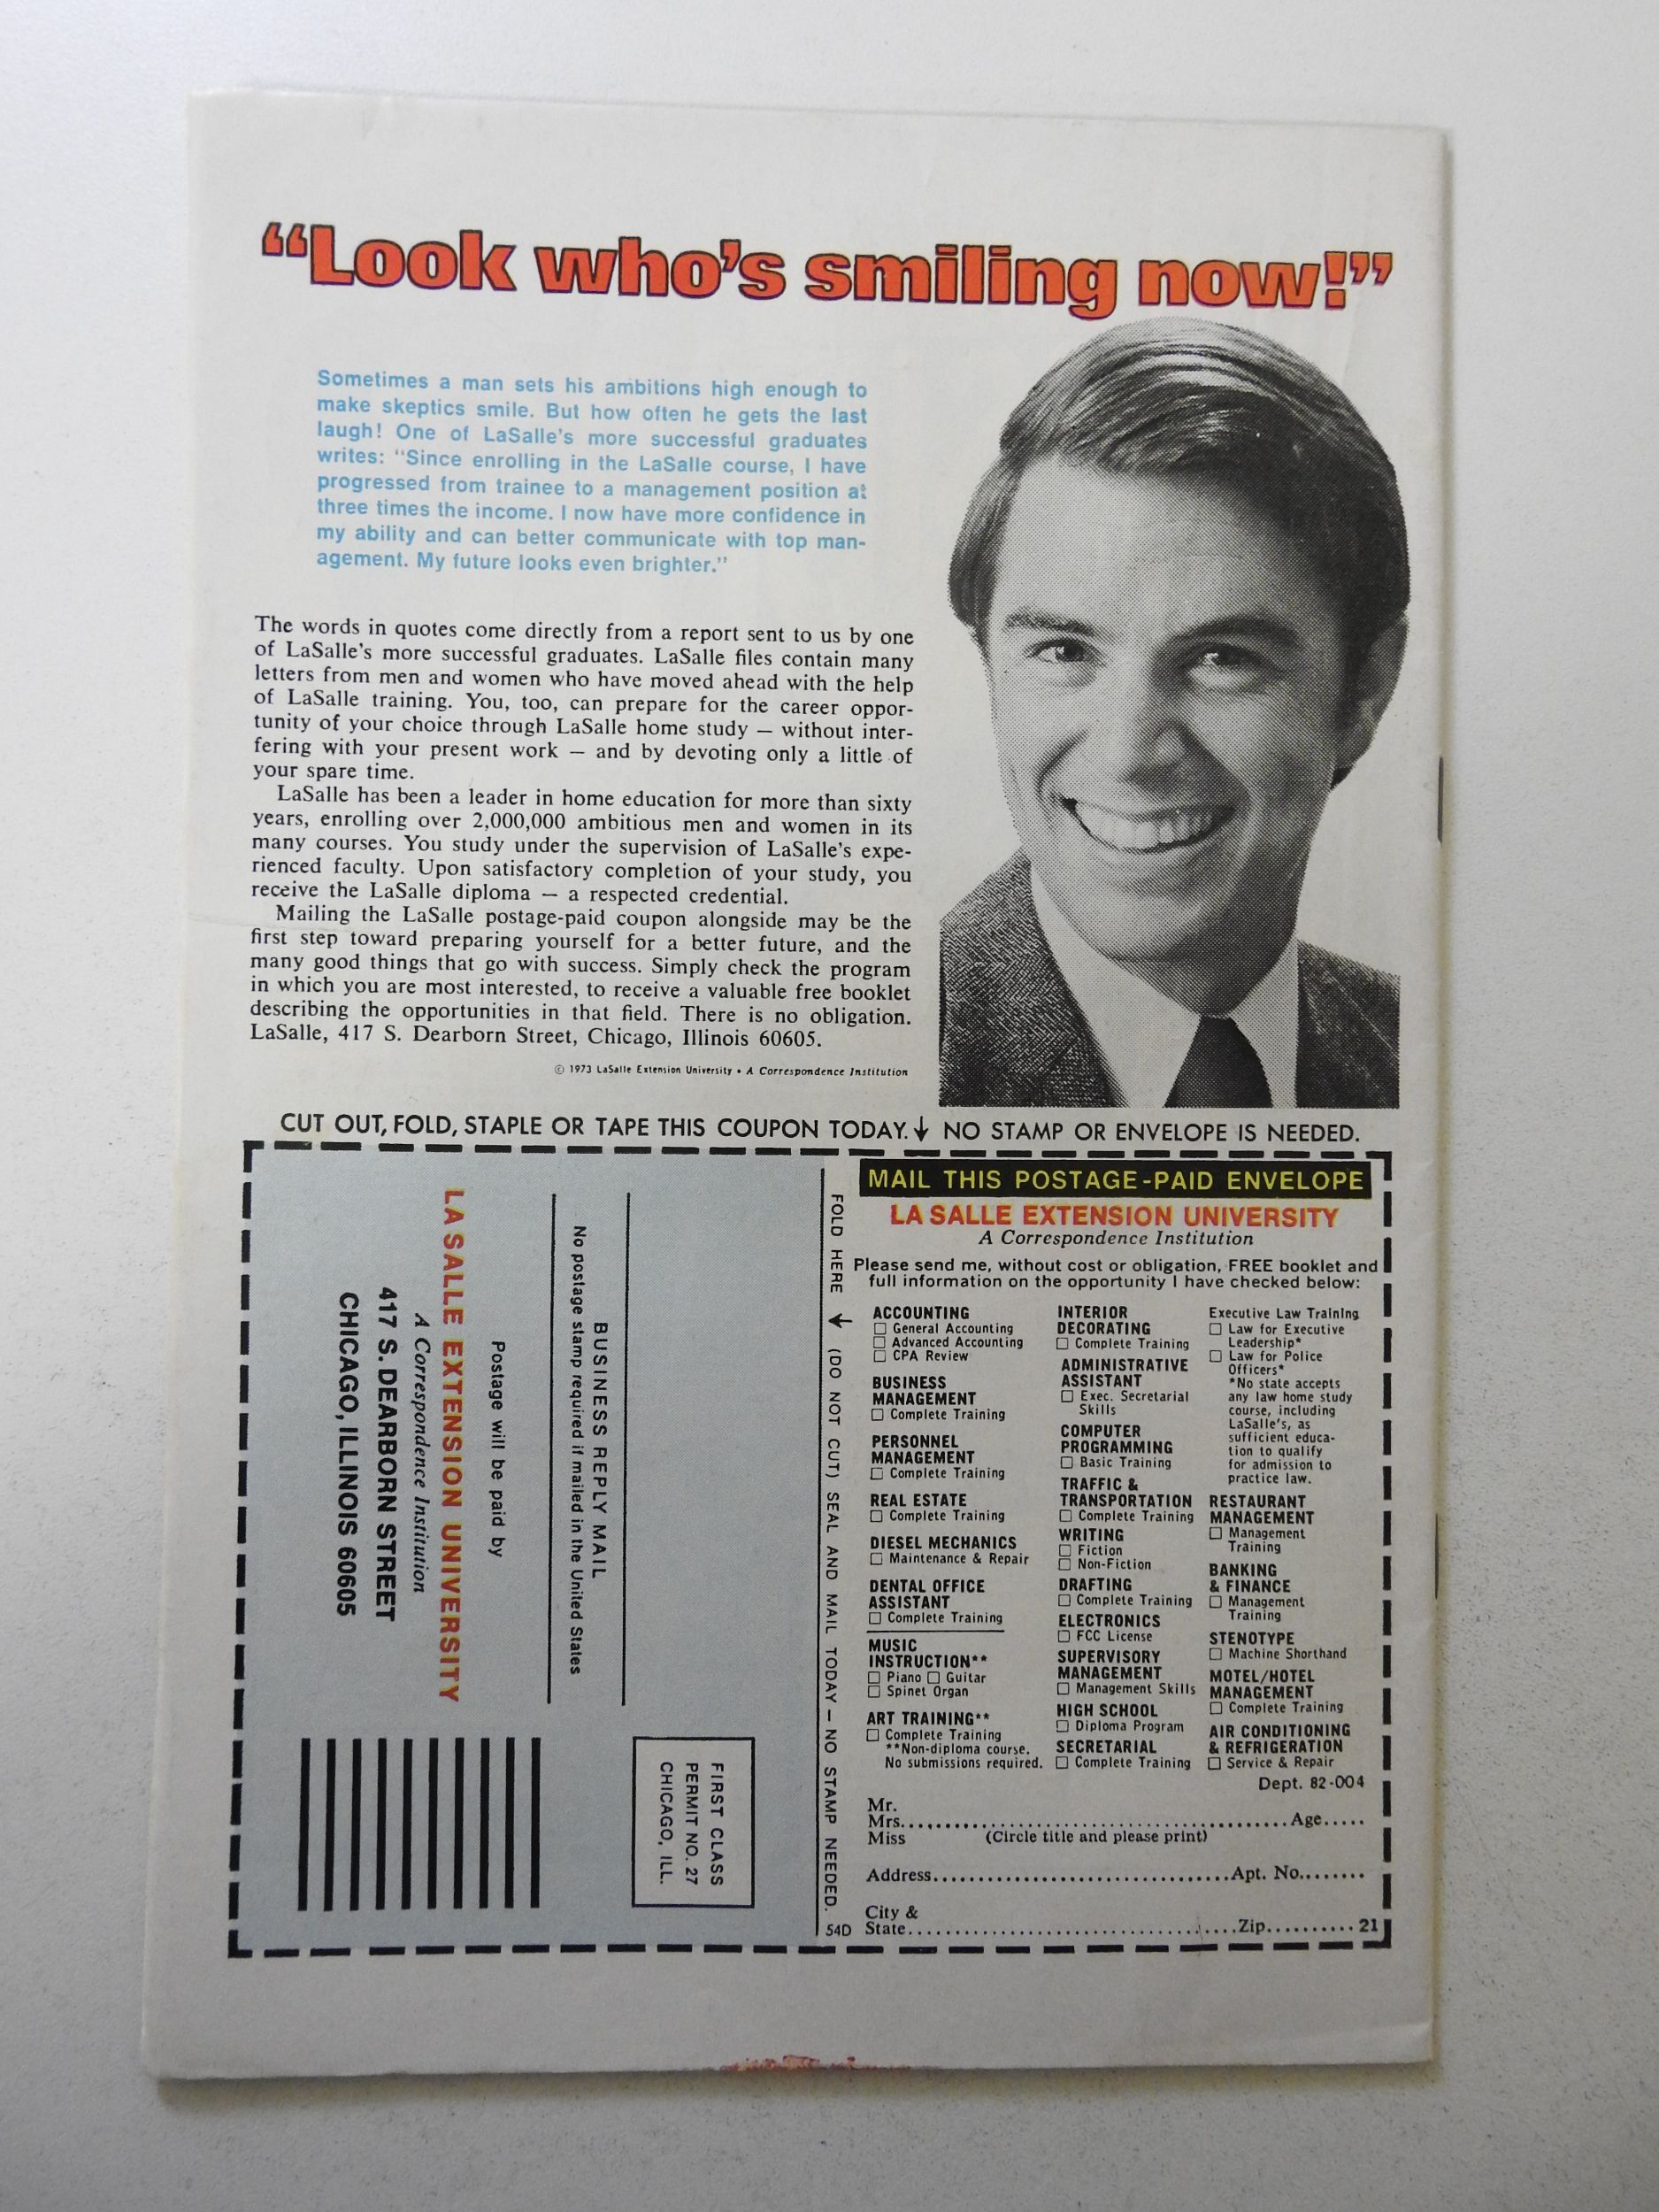 “Look who's smiling now!”
Sometimes a man sets his ambitions high enough to
make skeptics smile. But how often he gets the last
laugh! One of LaSalle's more successful graduates
writes: “Since enrolling in the LaSalle course, I have
progressed from trainee to a management position at
three times the income. I now have more confidence in
my ability and can better communicate with top man-
agement. My future looks even brighter.”
The words in quotes come directly from a report sent to us by one
of LaSalle's more successful graduates. LaSalle files contain many
letters from men and women who have moved ahead with the help
of LaSalle training. You, too, can prepare for the career oppor-
tunity of your choice through LaSalle home study — without inter-
fering with your present work — and by devoting only a little of
your spare time.
LaSalle has been a leader in home education for more than sixty
years, enrolling over 2,000,000 ambitious men and women in its
many courses. You study under the supervision of LaSalle's expe-
rienced faculty. Upon satisfactory completion of your study, you
receive the LaSalle diploma — a respected credential.
Mailing the LaSalle postage-paid coupon alongside may be the
first step toward preparing yourself for a better future, and the
many good things that go with success. Simply check the program
in which you are most interested, to receive a valuable free booklet
describing the opportunities in that field. There is no obligation.
LaSalle, 417 S. Dearborn Street, Chicago, Illinois 60605.
© 1973 LaSalle Extension University • A Correspondence Institution
CUT OUT, FOLD, STAPLE OR TAPE THIS COUPON TODAY. ↓ NO STAMP OR ENVELOPE IS NEEDED.
FIRST CLASS
PERMIT NO. 27
CHICAGO, ILL.
BUSINESS REPLY MAIL
No postage stamp required if mailed in the United States
Postage will be paid by
LA SALLE EXTENSION UNIVERSITY
A Correspondence Institution
417 S. DEARBORN STREET
CHICAGO, ILLINOIS 60605
FOLD HERE ↓ (DO NOT CUT) SEAL AND MAIL TODAY — NO STAMP NEEDED.
54D
MAIL THIS POSTAGE-PAID ENVELOPE
LA SALLE EXTENSION UNIVERSITY
A Correspondence Institution
Please send me, without cost or obligation, FREE booklet and
full information on the opportunity I have checked below:
ACCOUNTING
☐ General Accounting
☐ Advanced Accounting
☐ CPA Review
BUSINESS
MANAGEMENT
☐ Complete Training
PERSONNEL
MANAGEMENT
☐ Complete Training
REAL ESTATE
☐ Complete Training
DIESEL MECHANICS
☐ Maintenance & Repair
DENTAL OFFICE
ASSISTANT
☐ Complete Training
MUSIC
INSTRUCTION**
☐ Piano ☐ Guitar
☐ Spinet Organ
ART TRAINING**
☐ Complete Training
**Non-diploma course.
No submissions required.
INTERIOR
DECORATING
☐ Complete Training
ADMINISTRATIVE
ASSISTANT
☐ Exec. Secretarial
Skills
COMPUTER
PROGRAMMING
☐ Basic Training
TRAFFIC &
TRANSPORTATION
☐ Complete Training
WRITING
☐ Fiction
☐ Non-Fiction
DRAFTING
☐ Complete Training
ELECTRONICS
☐ FCC License
SUPERVISORY
MANAGEMENT
☐ Management Skills
HIGH SCHOOL
☐ Diploma Program
SECRETARIAL
☐ Complete Training
Executive Law Training
☐ Law for Executive
Leadership*
☐ Law for Police
Officers*
*No state accepts
any law home study
course, including
LaSalle's, as
sufficient educa-
tion to qualify
for admission to
practice law.
RESTAURANT
MANAGEMENT
☐ Management
Training
BANKING
& FINANCE
☐ Management
Training
STENOTYPE
☐ Machine Shorthand
MOTEL/HOTEL
MANAGEMENT
☐ Complete Training
AIR CONDITIONING
& REFRIGERATION
☐ Service & Repair
Dept. 82-004
Mr.
Mrs. Age
Miss (Circle title and please print)
Address Apt. No.
City &
State Zip 21